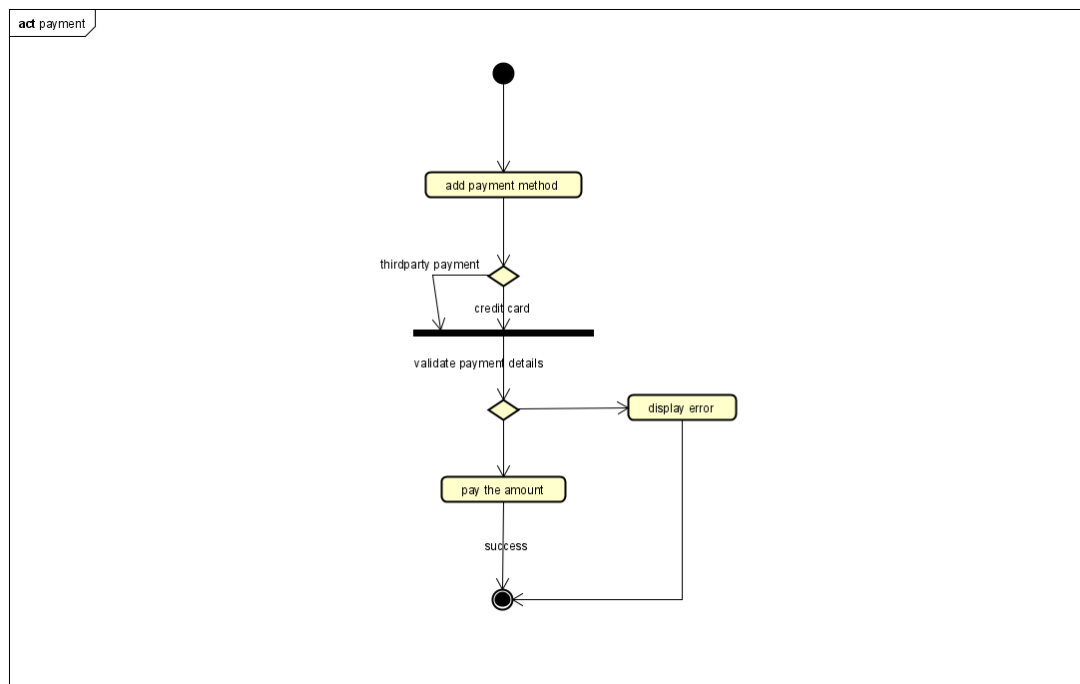 act payment
add payment method
thirdparty payment
credit card
validate payment details
display error
pay the amount
success